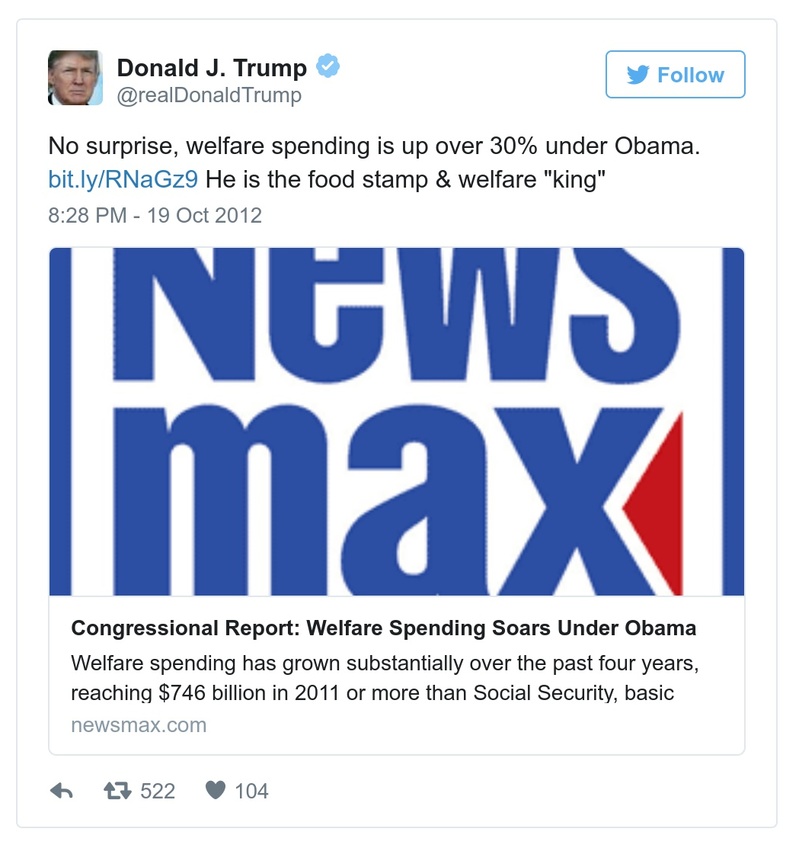 Donald J. Trump
@realDonaldTrump
Follow
No surprise, welfare spending is up over 30% under Obama.
bit.ly/RNaGz9 He is the food stamp & welfare "king"
8:28 PM - 19 Oct 2012
News
max
Congressional Report: Welfare Spending Soars Under Obama
Welfare spending has grown substantially over the past four years,
reaching $746 billion in 2011 or more than Social Security, basic
newsmax.com
522 104